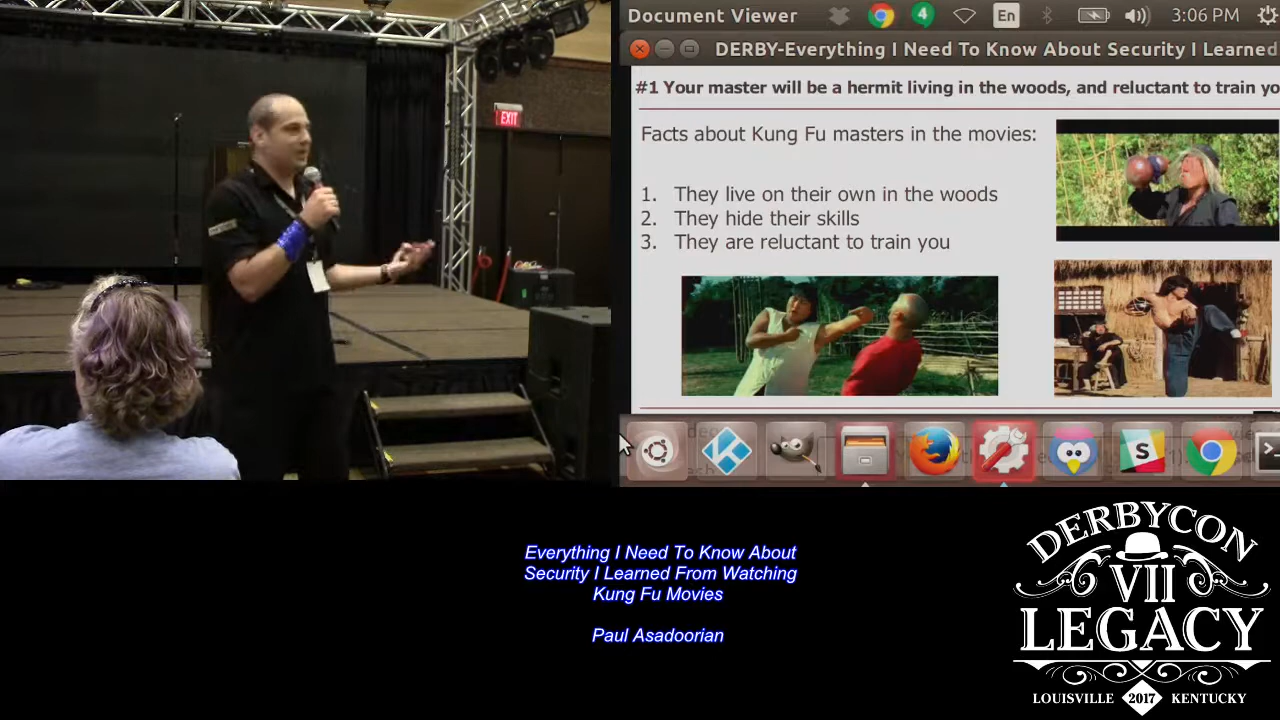 EXIT
Document Viewer
4
En
3:06 PM
DERBY-Everything I Need To Know About Security I Learned
#1 Your master will be a hermit living in the woods, and reluctant to train yo
Facts about Kung Fu masters in the movies:
1. They live on their own in the woods
2. They hide their skills
3. They are reluctant to train you
S
>_
Everything I Need To Know About
Security I Learned From Watching
Kung Fu Movies
Paul Asadoorian
DERBYCON
VII
LEGACY
LOUISVILLE 2017 KENTUCKY